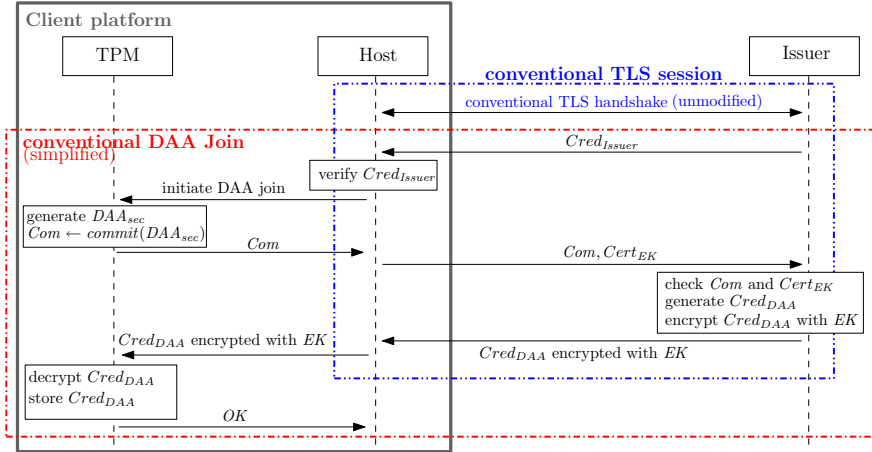 Client platform
TPM
Host
Issuer
conventional TLS session
conventional TLS handshake (unmodified)
conventional DAA Join
(simplified)
Cred_Issuer
verify Cred_Issuer
initiate DAA join
generate DAA_sec
Com ← commit(DAA_sec)
Com
Com, Cert_EK
check Com and Cert_EK
generate Cred_DAA
encrypt Cred_DAA with EK
Cred_DAA encrypted with EK
Cred_DAA encrypted with EK
decrypt Cred_DAA
store Cred_DAA
OK